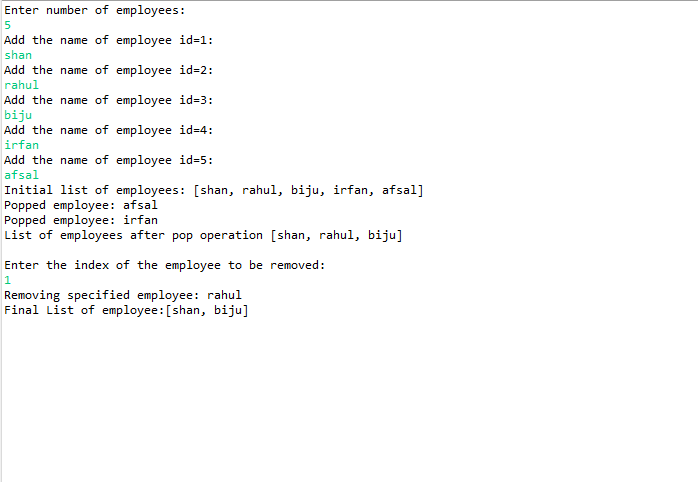 Enter number of employees:
5
Add the name of employee id=1:
shan
Add the name of employee id=2:
rahul
Add the name of employee id=3:
biju
Add the name of employee id=4:
irfan
Add the name of employee id=5:
afsal
Initial list of employees: [shan, rahul, biju, irfan, afsal]
Popped employee: afsal
Popped employee: irfan
List of employees after pop operation [shan, rahul, biju]
Enter the index of the employee to be removed:
1
Removing specified employee: rahul
Final List of employee:[shan, biju]